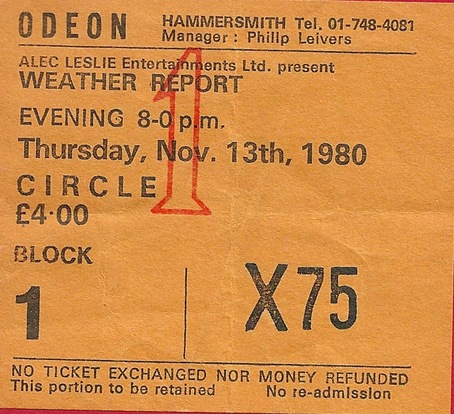 ODEON HAMMERSMITH Tel. 01-748-4081
Manager : Philip Leivers
ALEC LESLIE Entertainments Ltd. present
WEATHER REPORT
EVENING 8-0 p.m.
Thursday, Nov. 13th, 1980
CIRCLE
£4·00
1
BLOCK
1 X75
NO TICKET EXCHANGED NOR MONEY REFUNDED
This portion to be retained No re-admission